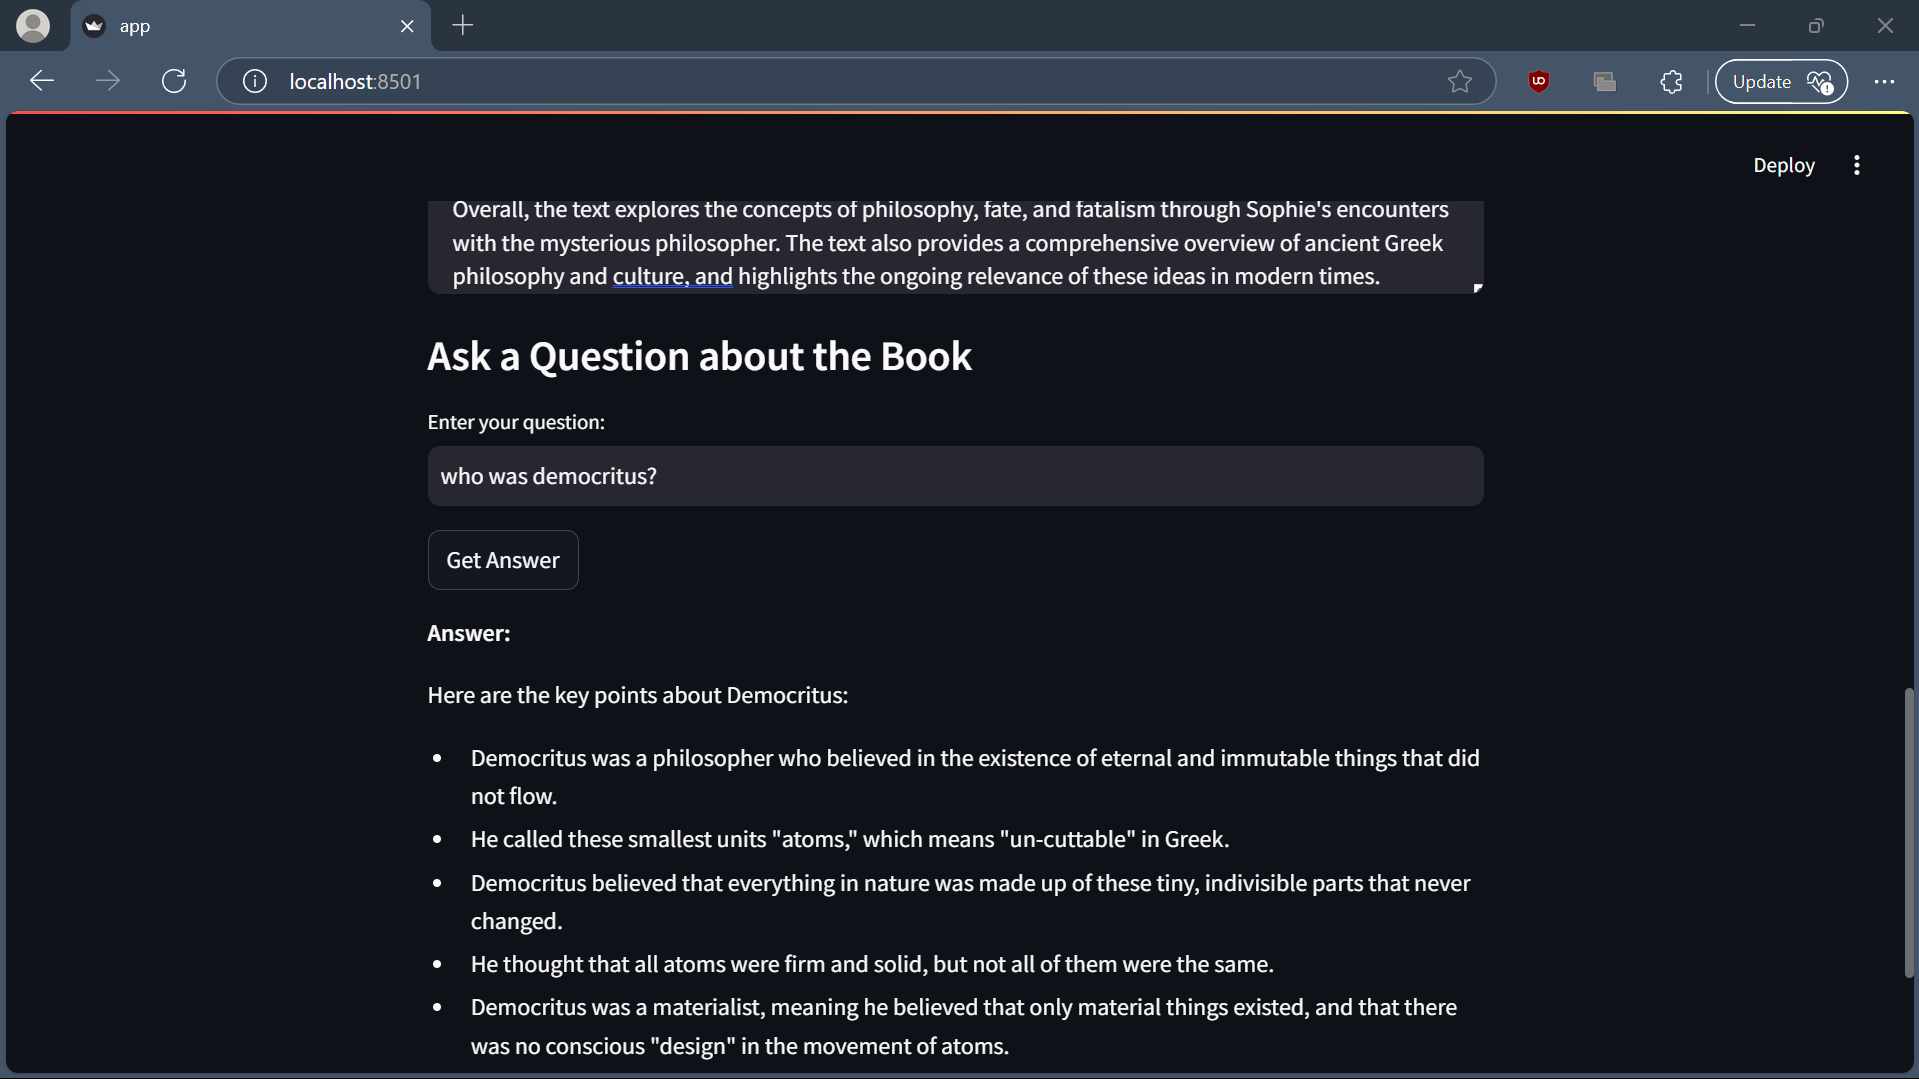 app
localhost:8501
Update
Deploy
Overall, the text explores the concepts of philosophy, fate, and fatalism through Sophie's encounters
with the mysterious philosopher. The text also provides a comprehensive overview of ancient Greek
philosophy and culture, and highlights the ongoing relevance of these ideas in modern times.
Ask a Question about the Book
Enter your question:
who was democritus?
Get Answer
Answer:
Here are the key points about Democritus:
• Democritus was a philosopher who believed in the existence of eternal and immutable things that did
not flow.
• He called these smallest units "atoms," which means "un-cuttable" in Greek.
• Democritus believed that everything in nature was made up of these tiny, indivisible parts that never
changed.
• He thought that all atoms were firm and solid, but not all of them were the same.
• Democritus was a materialist, meaning he believed that only material things existed, and that there
was no conscious "design" in the movement of atoms.